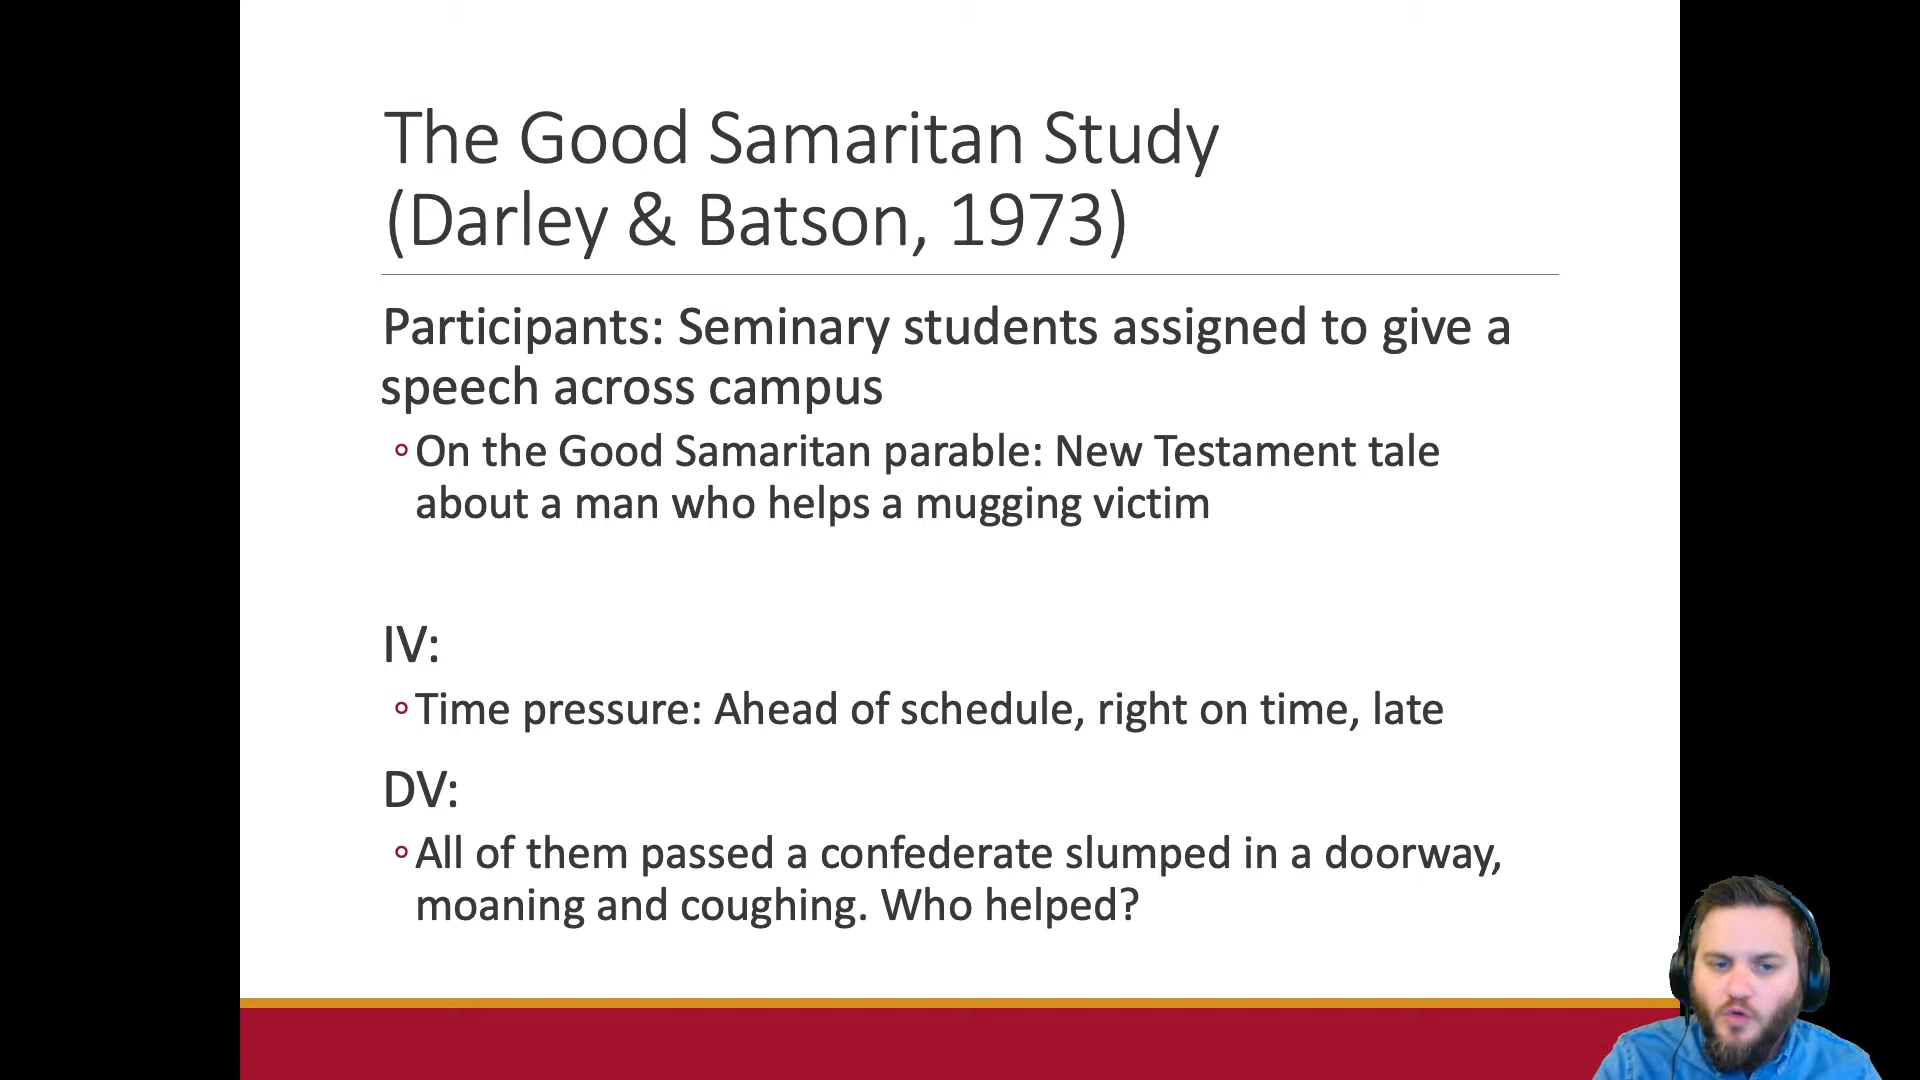 The Good Samaritan Study
(Darley & Batson, 1973)
Participants: Seminary students assigned to give a
speech across campus
◦On the Good Samaritan parable: New Testament tale
about a man who helps a mugging victim
IV:
◦Time pressure: Ahead of schedule, right on time, late
DV:
◦All of them passed a confederate slumped in a doorway,
moaning and coughing. Who helped?